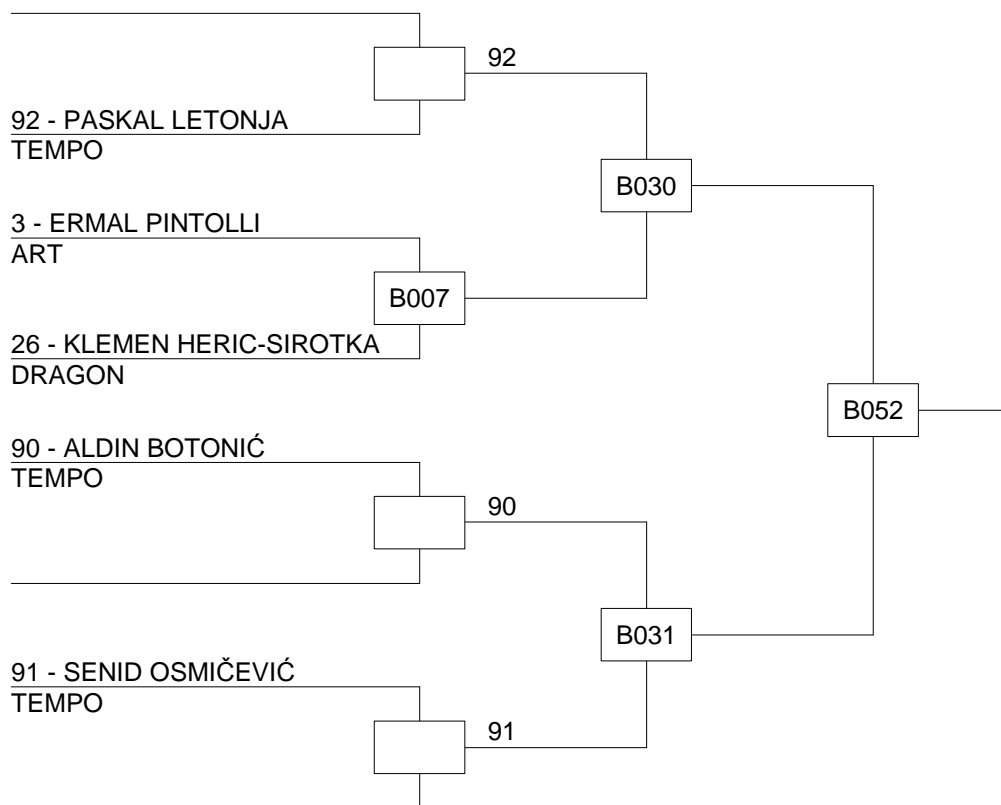 92
92 - PASKAL LETONJA
TEMPO
B030
3 - ERMAL PINTOLLI
ART
B007
26 - KLEMEN HERIC-SIROTKA
DRAGON
B052
90 - ALDIN BOTONIĆ
TEMPO
90
B031
91 - SENID OSMIČEVIĆ
TEMPO
91